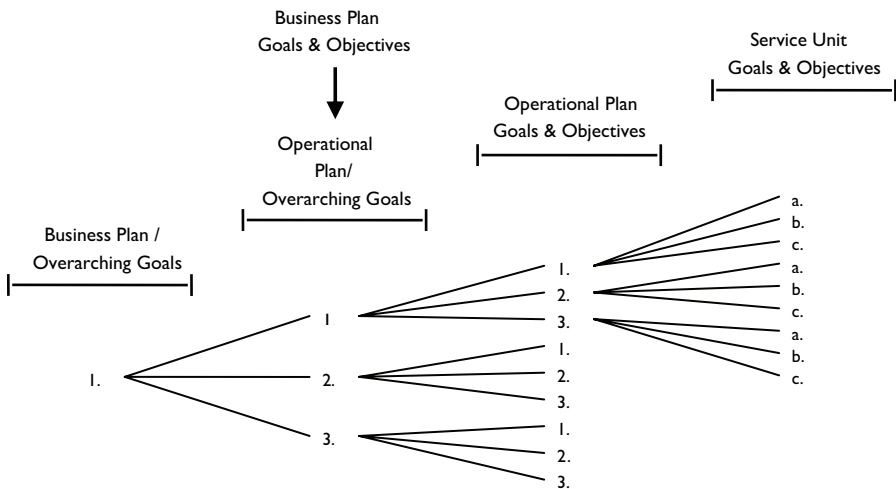 Business Plan
Goals & Objectives
Service Unit
Goals & Objectives
Operational Plan
Goals & Objectives
Operational
Plan/
Overarching Goals
Business Plan /
Overarching Goals
1.
1
2.
3.
1.
2.
3.
1.
2.
3.
1.
2.
3.
a.
b.
c.
a.
b.
c.
a.
b.
c.